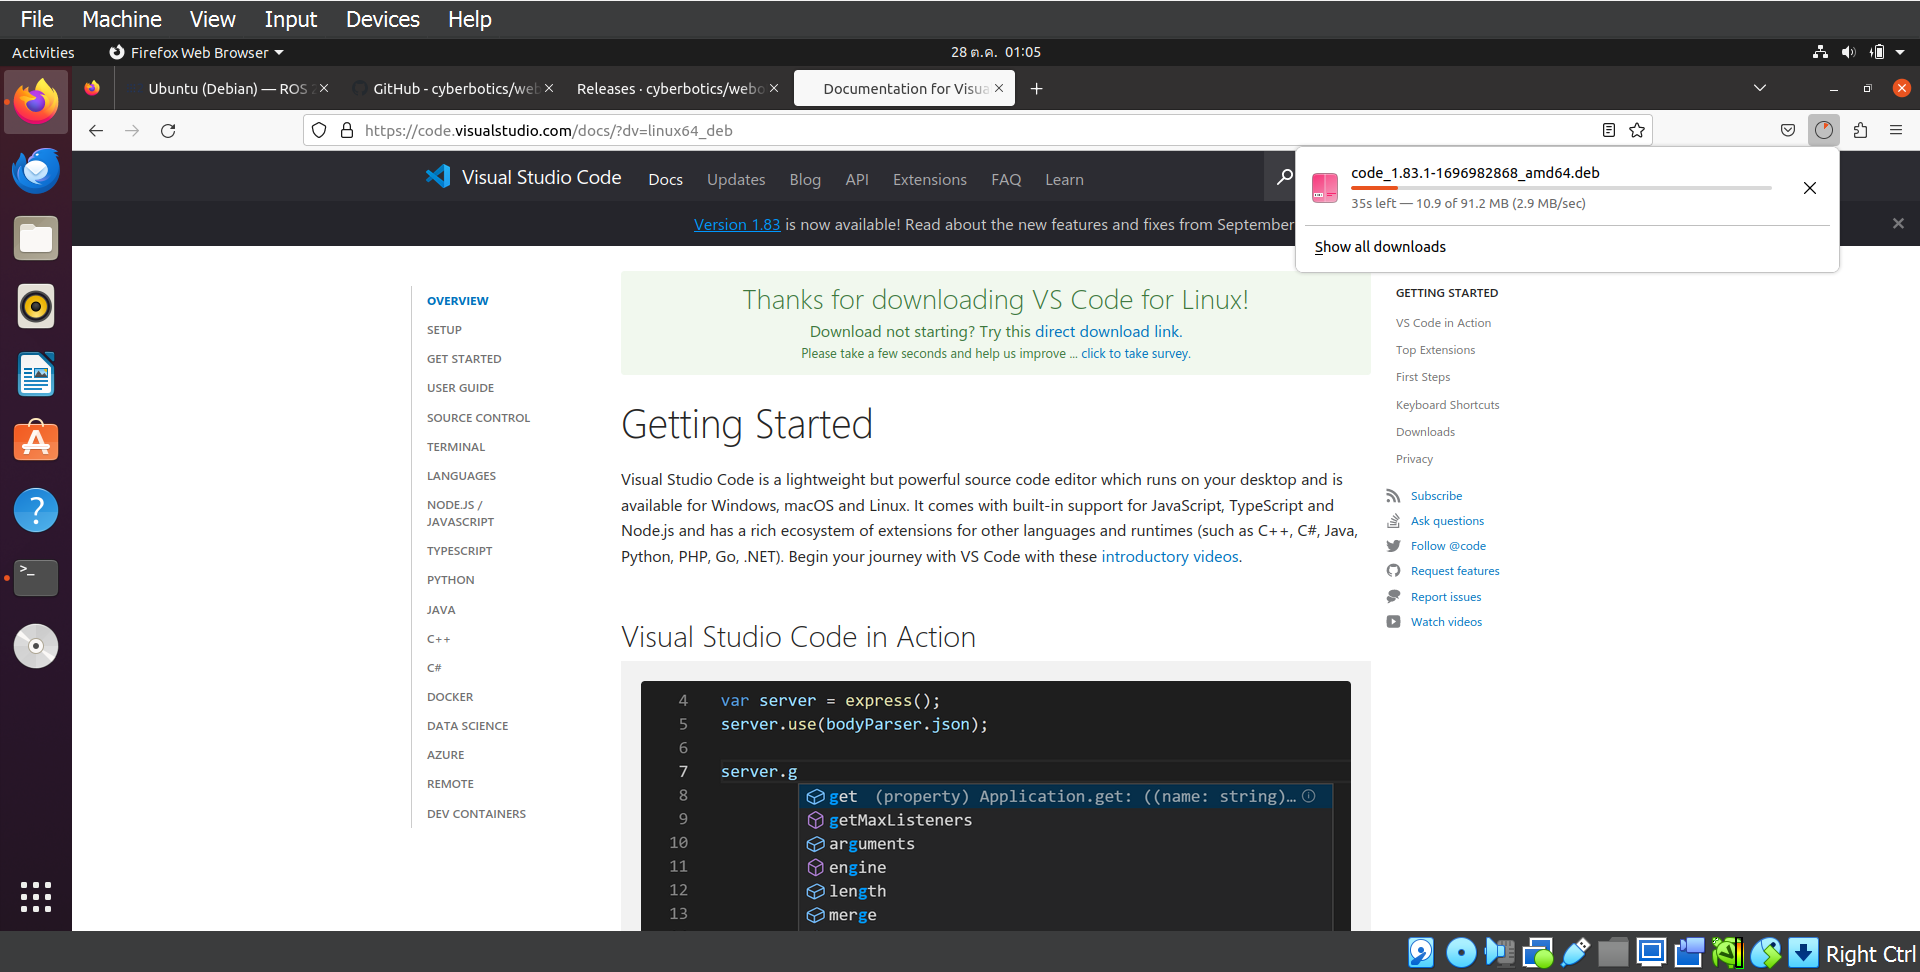 File Machine View Input Devices Help
Activities Firefox Web Browser 28 ต.ค. 01:05
Ubuntu (Debian) — ROS 2 GitHub - cyberbotics/web Releases · cyberbotics/webo Documentation for Visua
https://code.visualstudio.com/docs/?dv=linux64_deb
Visual Studio Code Docs Updates Blog API Extensions FAQ Learn
code_1.83.1-1696982868_amd64.deb
35s left — 10.9 of 91.2 MB (2.9 MB/sec)
Show all downloads
Version 1.83 is now available! Read about the new features and fixes from September
OVERVIEW
SETUP
GET STARTED
USER GUIDE
SOURCE CONTROL
TERMINAL
LANGUAGES
NODE.JS /
JAVASCRIPT
TYPESCRIPT
PYTHON
JAVA
C++
C#
DOCKER
DATA SCIENCE
AZURE
REMOTE
DEV CONTAINERS
Thanks for downloading VS Code for Linux!
Download not starting? Try this direct download link.
Please take a few seconds and help us improve ... click to take survey.
Getting Started
Visual Studio Code is a lightweight but powerful source code editor which runs on your desktop and is
available for Windows, macOS and Linux. It comes with built-in support for JavaScript, TypeScript and
Node.js and has a rich ecosystem of extensions for other languages and runtimes (such as C++, C#, Java,
Python, PHP, Go, .NET). Begin your journey with VS Code with these introductory videos.
Visual Studio Code in Action
4 var server = express();
5 server.use(bodyParser.json);
6
7 server.g
8 get (property) Application.get: ((name: string)...
9 getMaxListeners
10 arguments
11 engine
12 length
13 merge
GETTING STARTED
VS Code in Action
Top Extensions
First Steps
Keyboard Shortcuts
Downloads
Privacy
Subscribe
Ask questions
Follow @code
Request features
Report issues
Watch videos
Right Ctrl